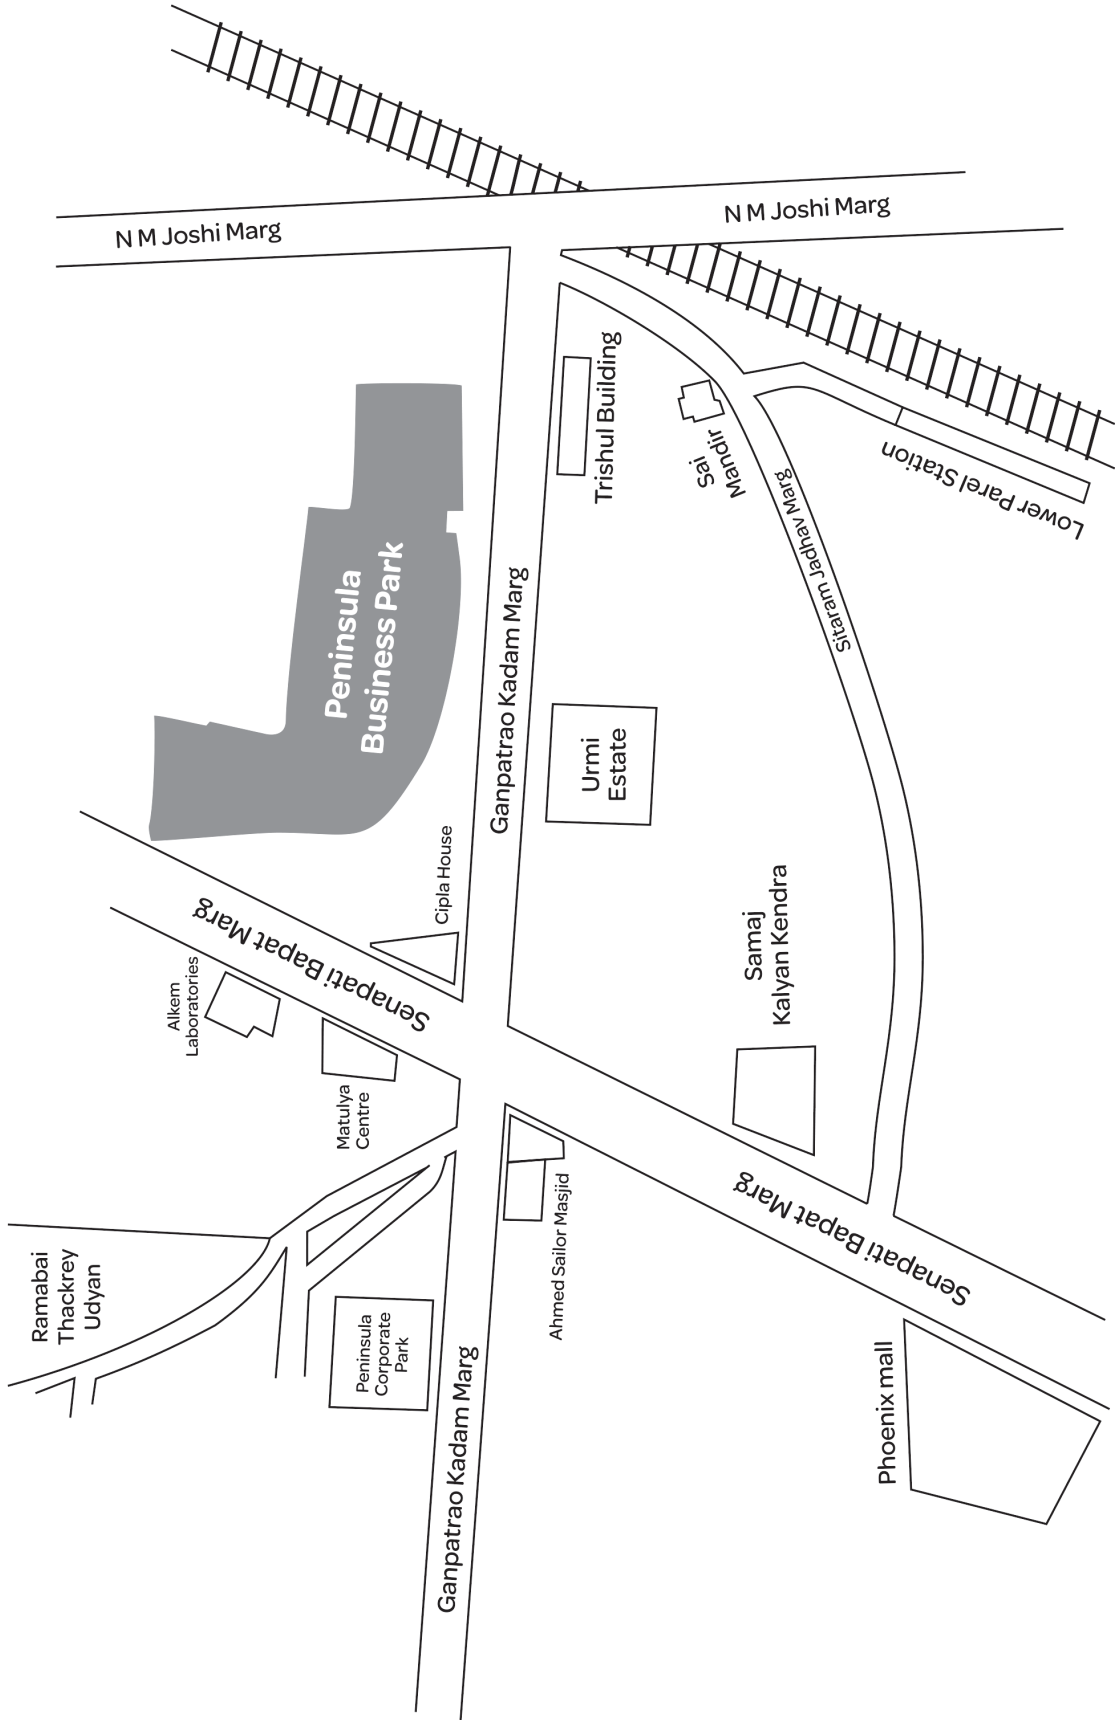 N M Joshi Marg
N M Joshi Marg
Trishul Building
Sai
Mandir
Lower Parel Station
Sitaram Jadhav Marg
Peninsula
Business Park
Ganpatrao Kadam Marg
Urmi
Estate
Cipla House
Senapati Bapat Marg
Samaj
Kalyan Kendra
Alkem
Laboratories
Matulya
Centre
Ahmed Sailor Masjid
Senapati Bapat Marg
Ramabai
Thackrey
Udyan
Peninsula
Corporate
Park
Ganpatrao Kadam Marg
Phoenix mall